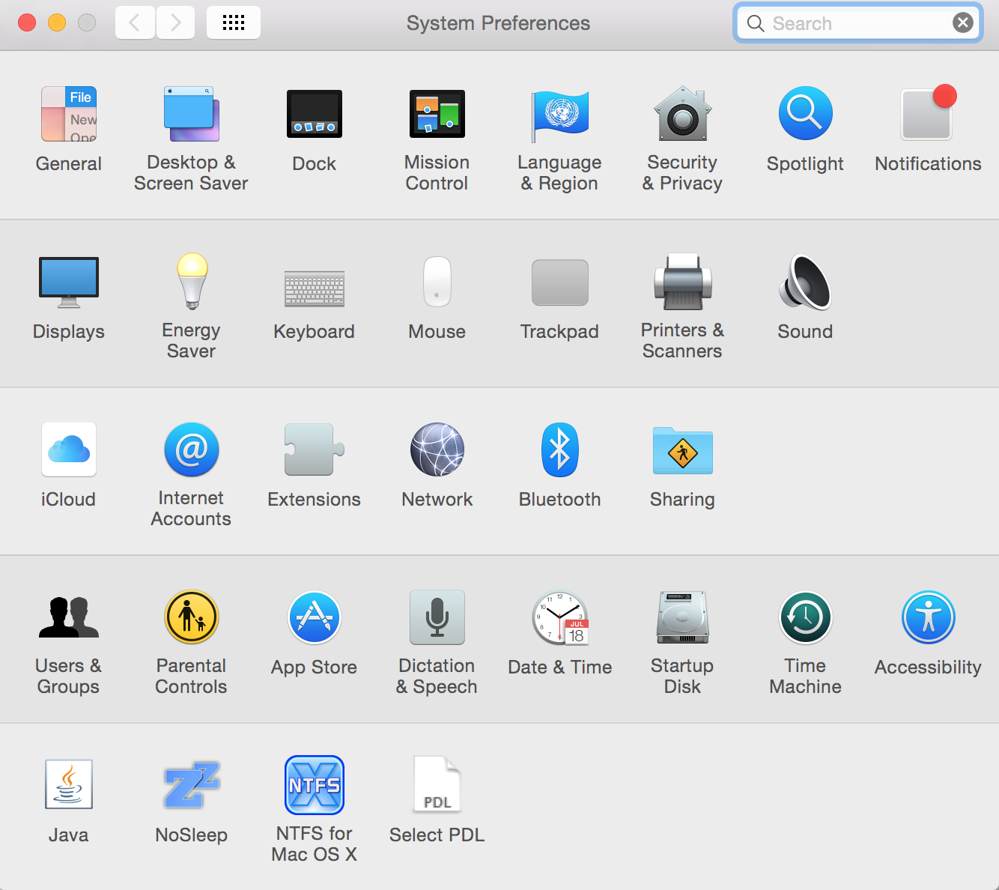 System Preferences
Search
File
New
Ope
General
Desktop &
Screen Saver
Dock
Mission
Control
Language
& Region
Security
& Privacy
Spotlight
Notifications
Displays
Energy
Saver
Keyboard
Mouse
Trackpad
Printers &
Scanners
Sound
@
iCloud
Internet
Accounts
Extensions
Network
Bluetooth
Sharing
JUL
18
Users &
Groups
Parental
Controls
App Store
Dictation
& Speech
Date & Time
Startup
Disk
Time
Machine
Accessibility
NTFS
X
PDL
Java
NoSleep
NTFS for
Mac OS X
Select PDL